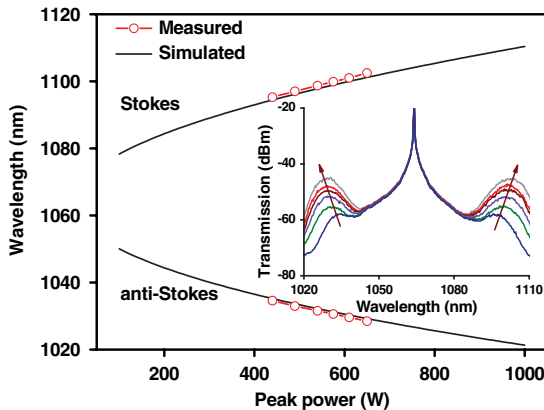 1120
1100
1080
1060
1040
1020
Wavelength (nm)
Measured
Simulated
Stokes
anti-Stokes
-20
-40
-60
-80
Transmission (dBm)
1020
1050
1080
1110
Wavelength (nm)
200
400
600
800
1000
Peak power (W)